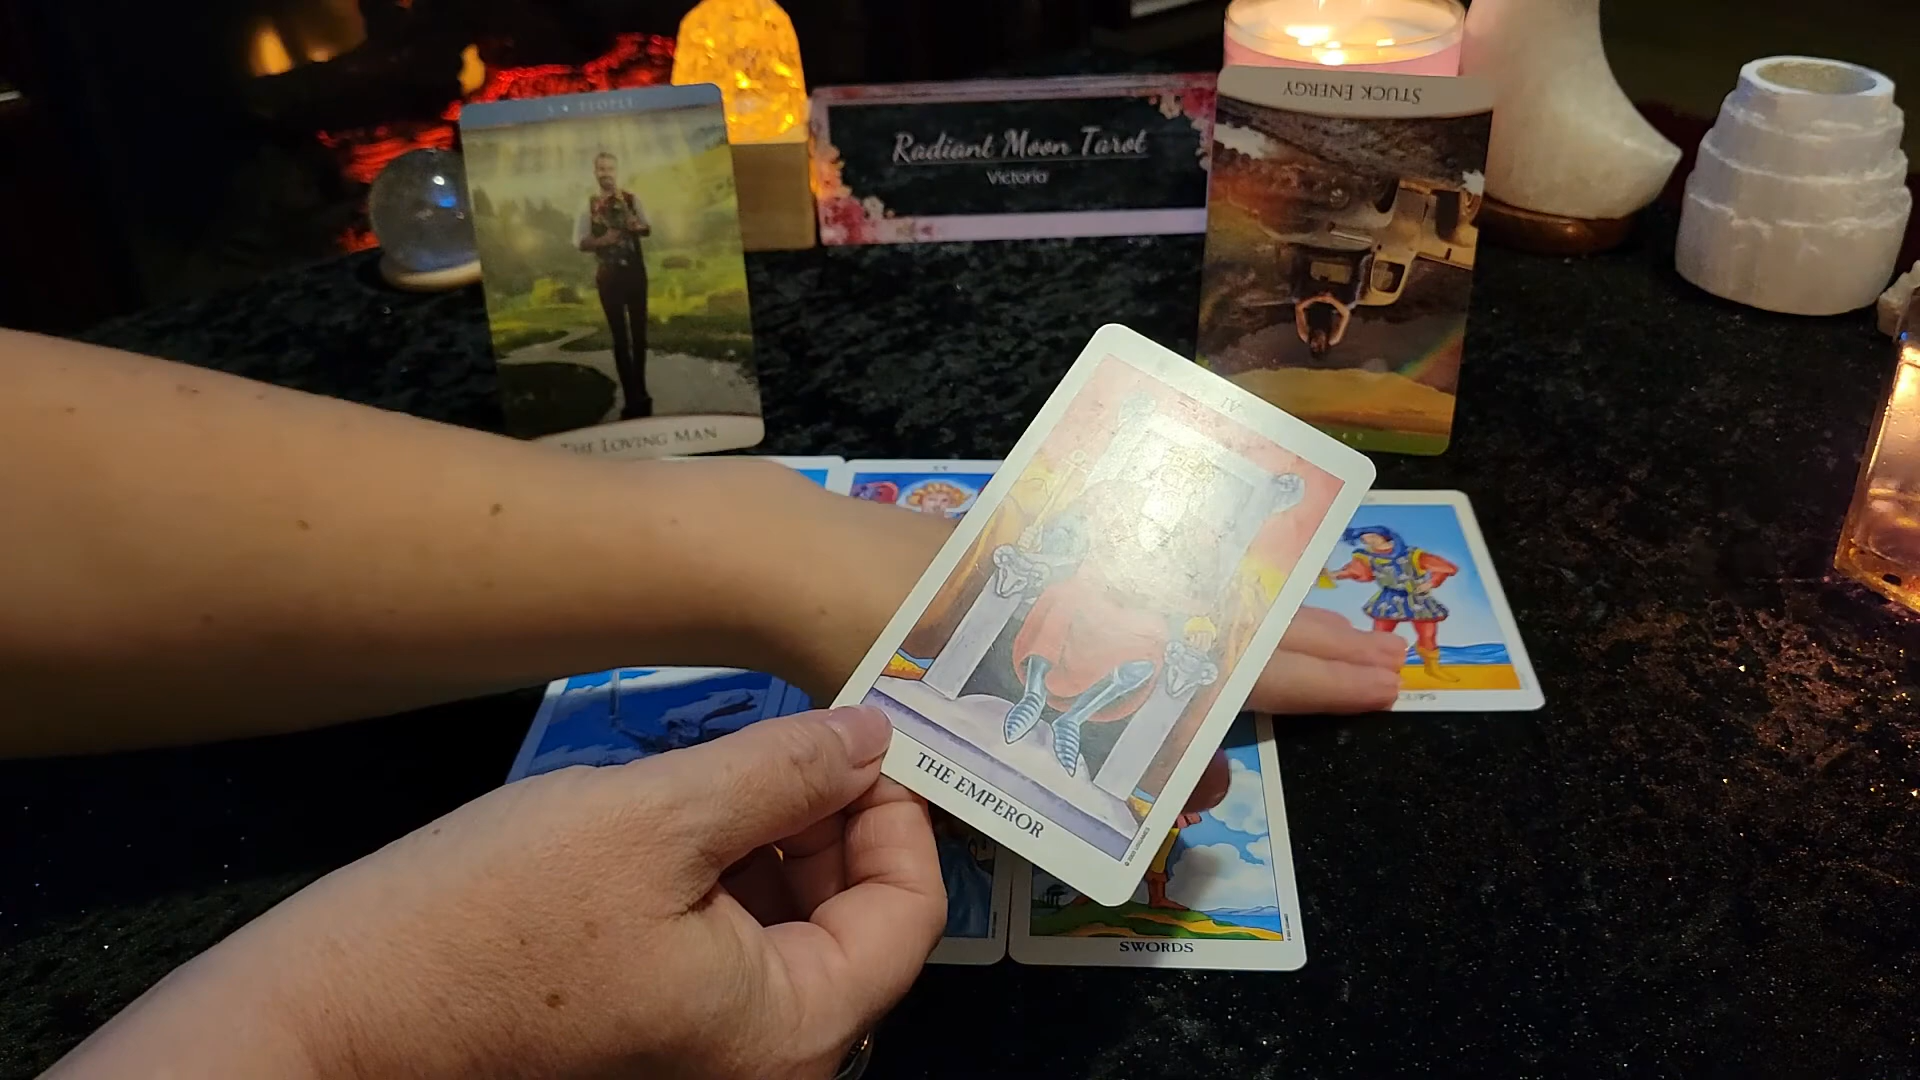 PEOPLE
STUCK ENERGY
Radiant Moon Tarot
Victoria
THE LOVING MAN
IV
THE EMPEROR
SWORDS